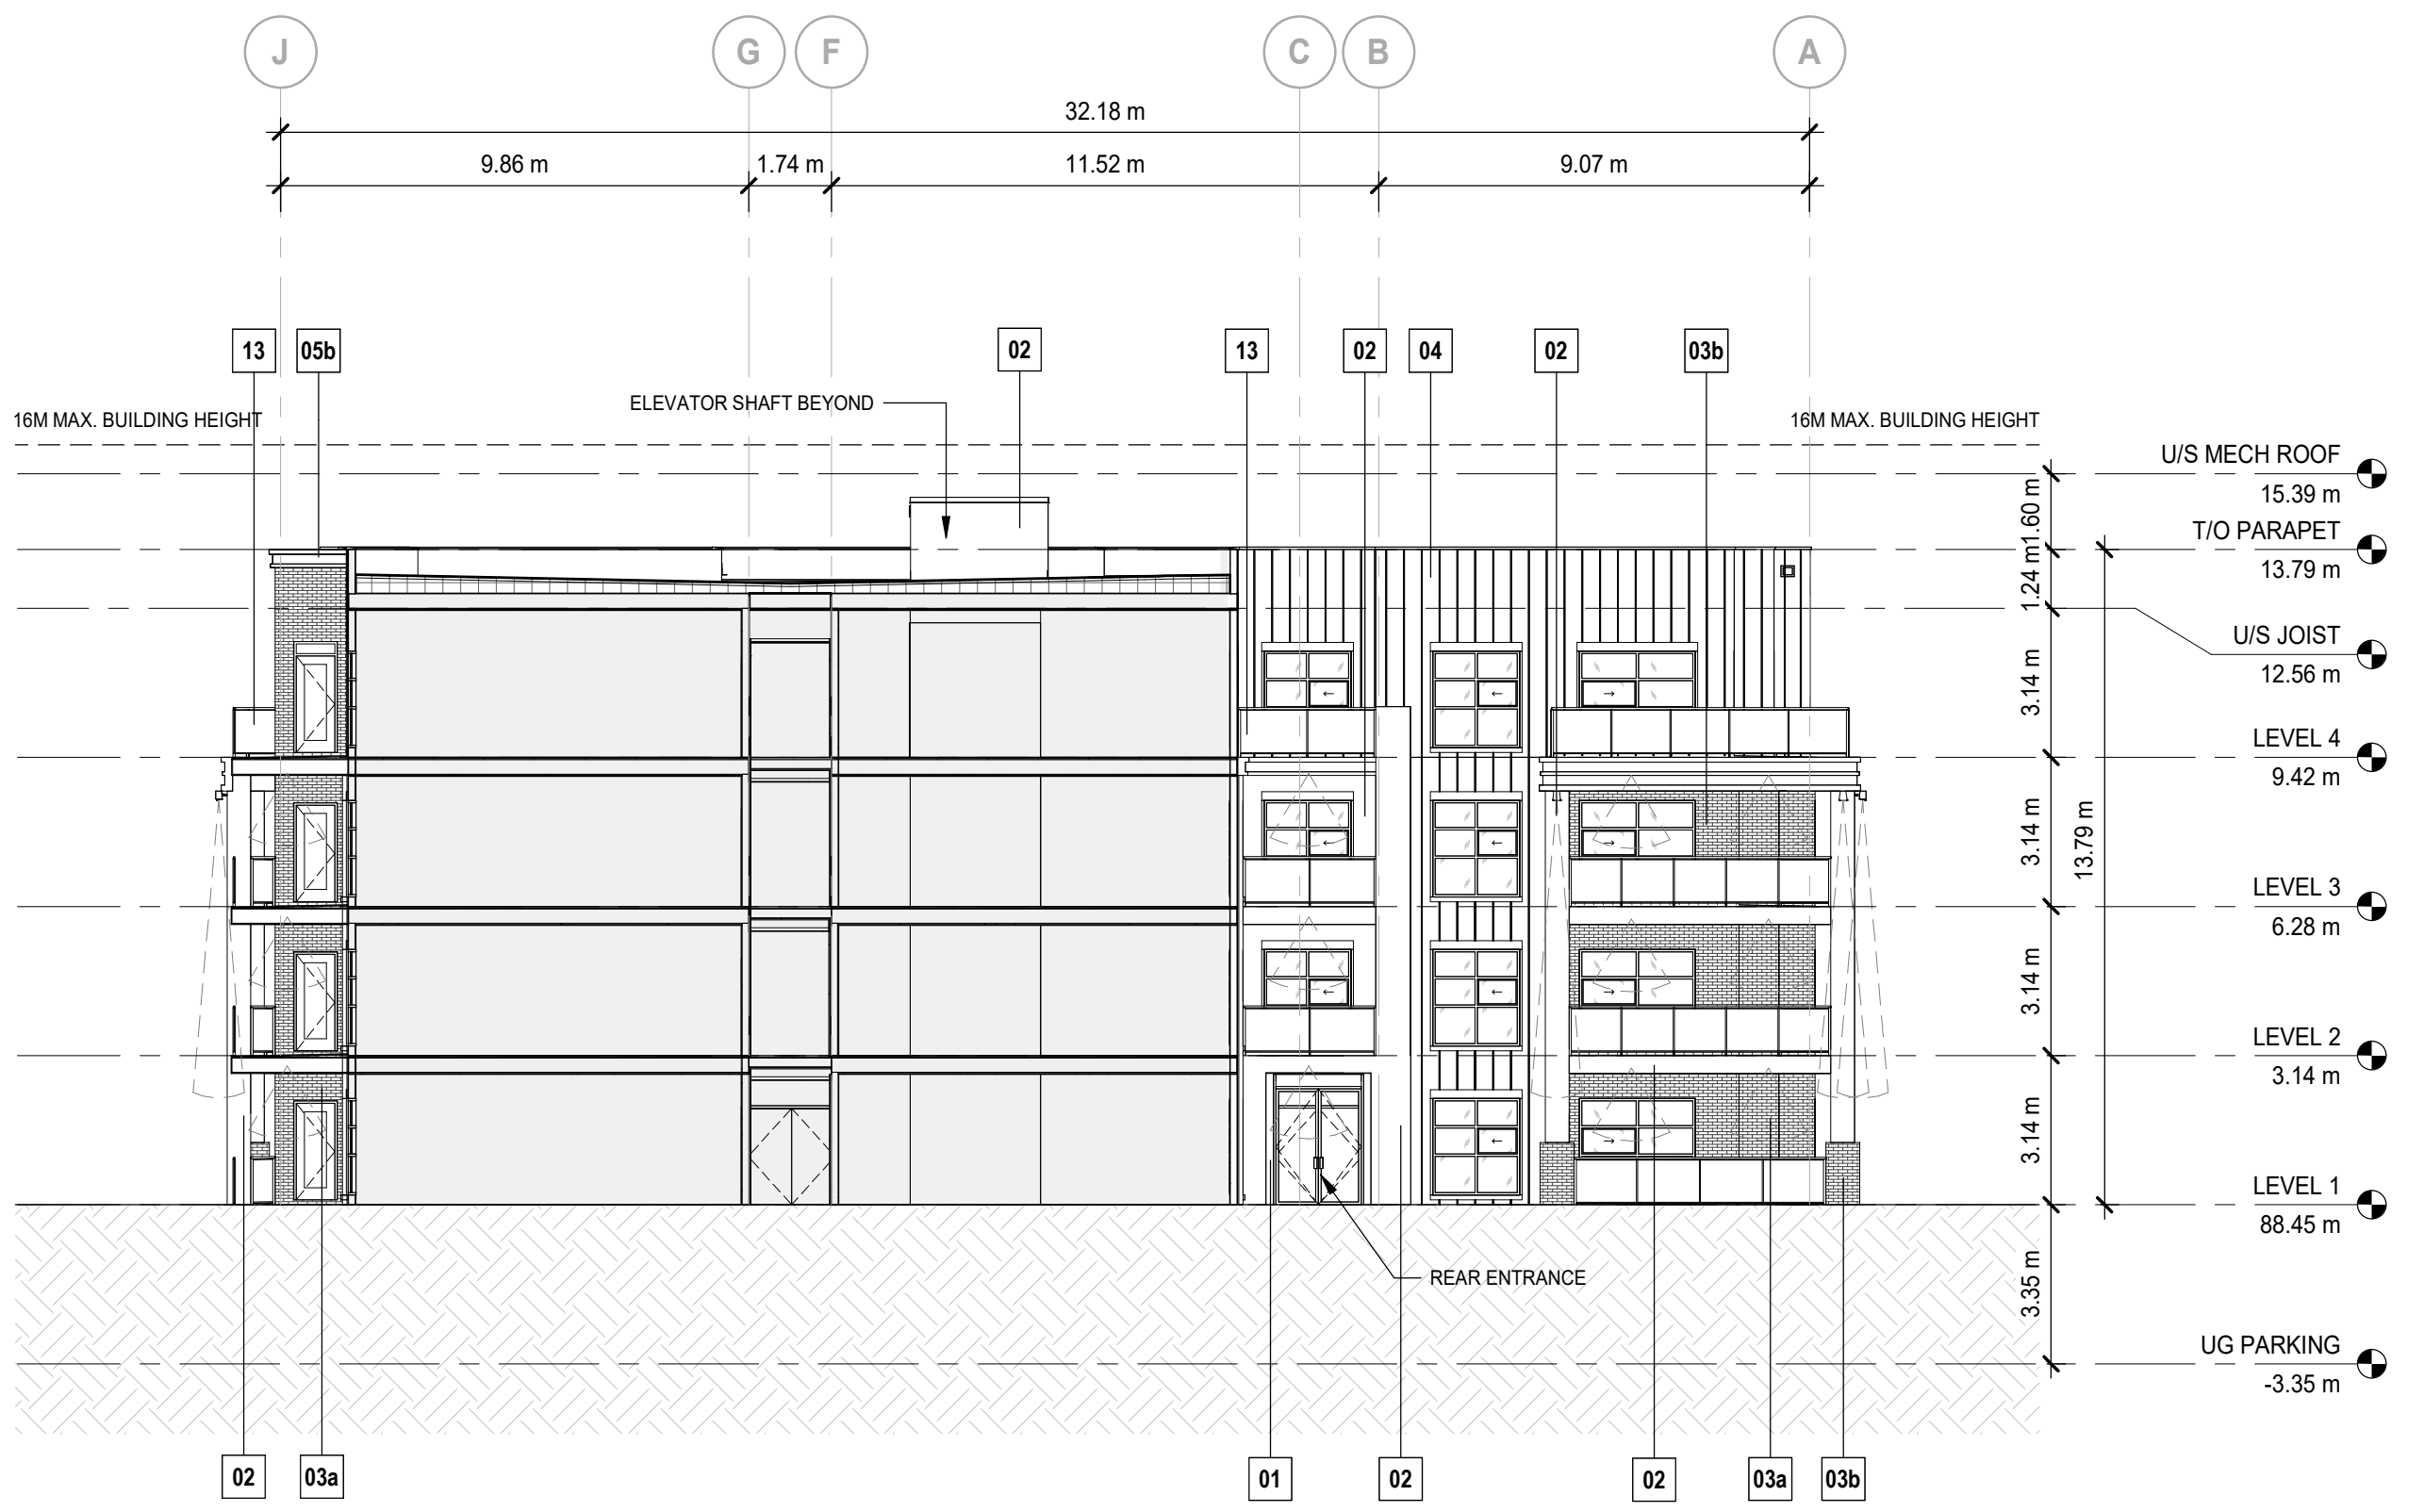 J G F C B A
32.18 m
9.86 m 1.74 m 11.52 m 9.07 m
13 05b 02 13 02 04 02 03b
ELEVATOR SHAFT BEYOND
16M MAX. BUILDING HEIGHT 16M MAX. BUILDING HEIGHT
U/S MECH ROOF
15.39 m
1.60 m
T/O PARAPET
13.79 m
1.24 m
U/S JOIST
12.56 m
3.14 m
LEVEL 4
9.42 m
3.14 m
13.79 m
LEVEL 3
6.28 m
3.14 m
LEVEL 2
3.14 m
3.14 m
LEVEL 1
88.45 m
REAR ENTRANCE
3.35 m
UG PARKING
-3.35 m
02 03a 01 02 02 03a 03b